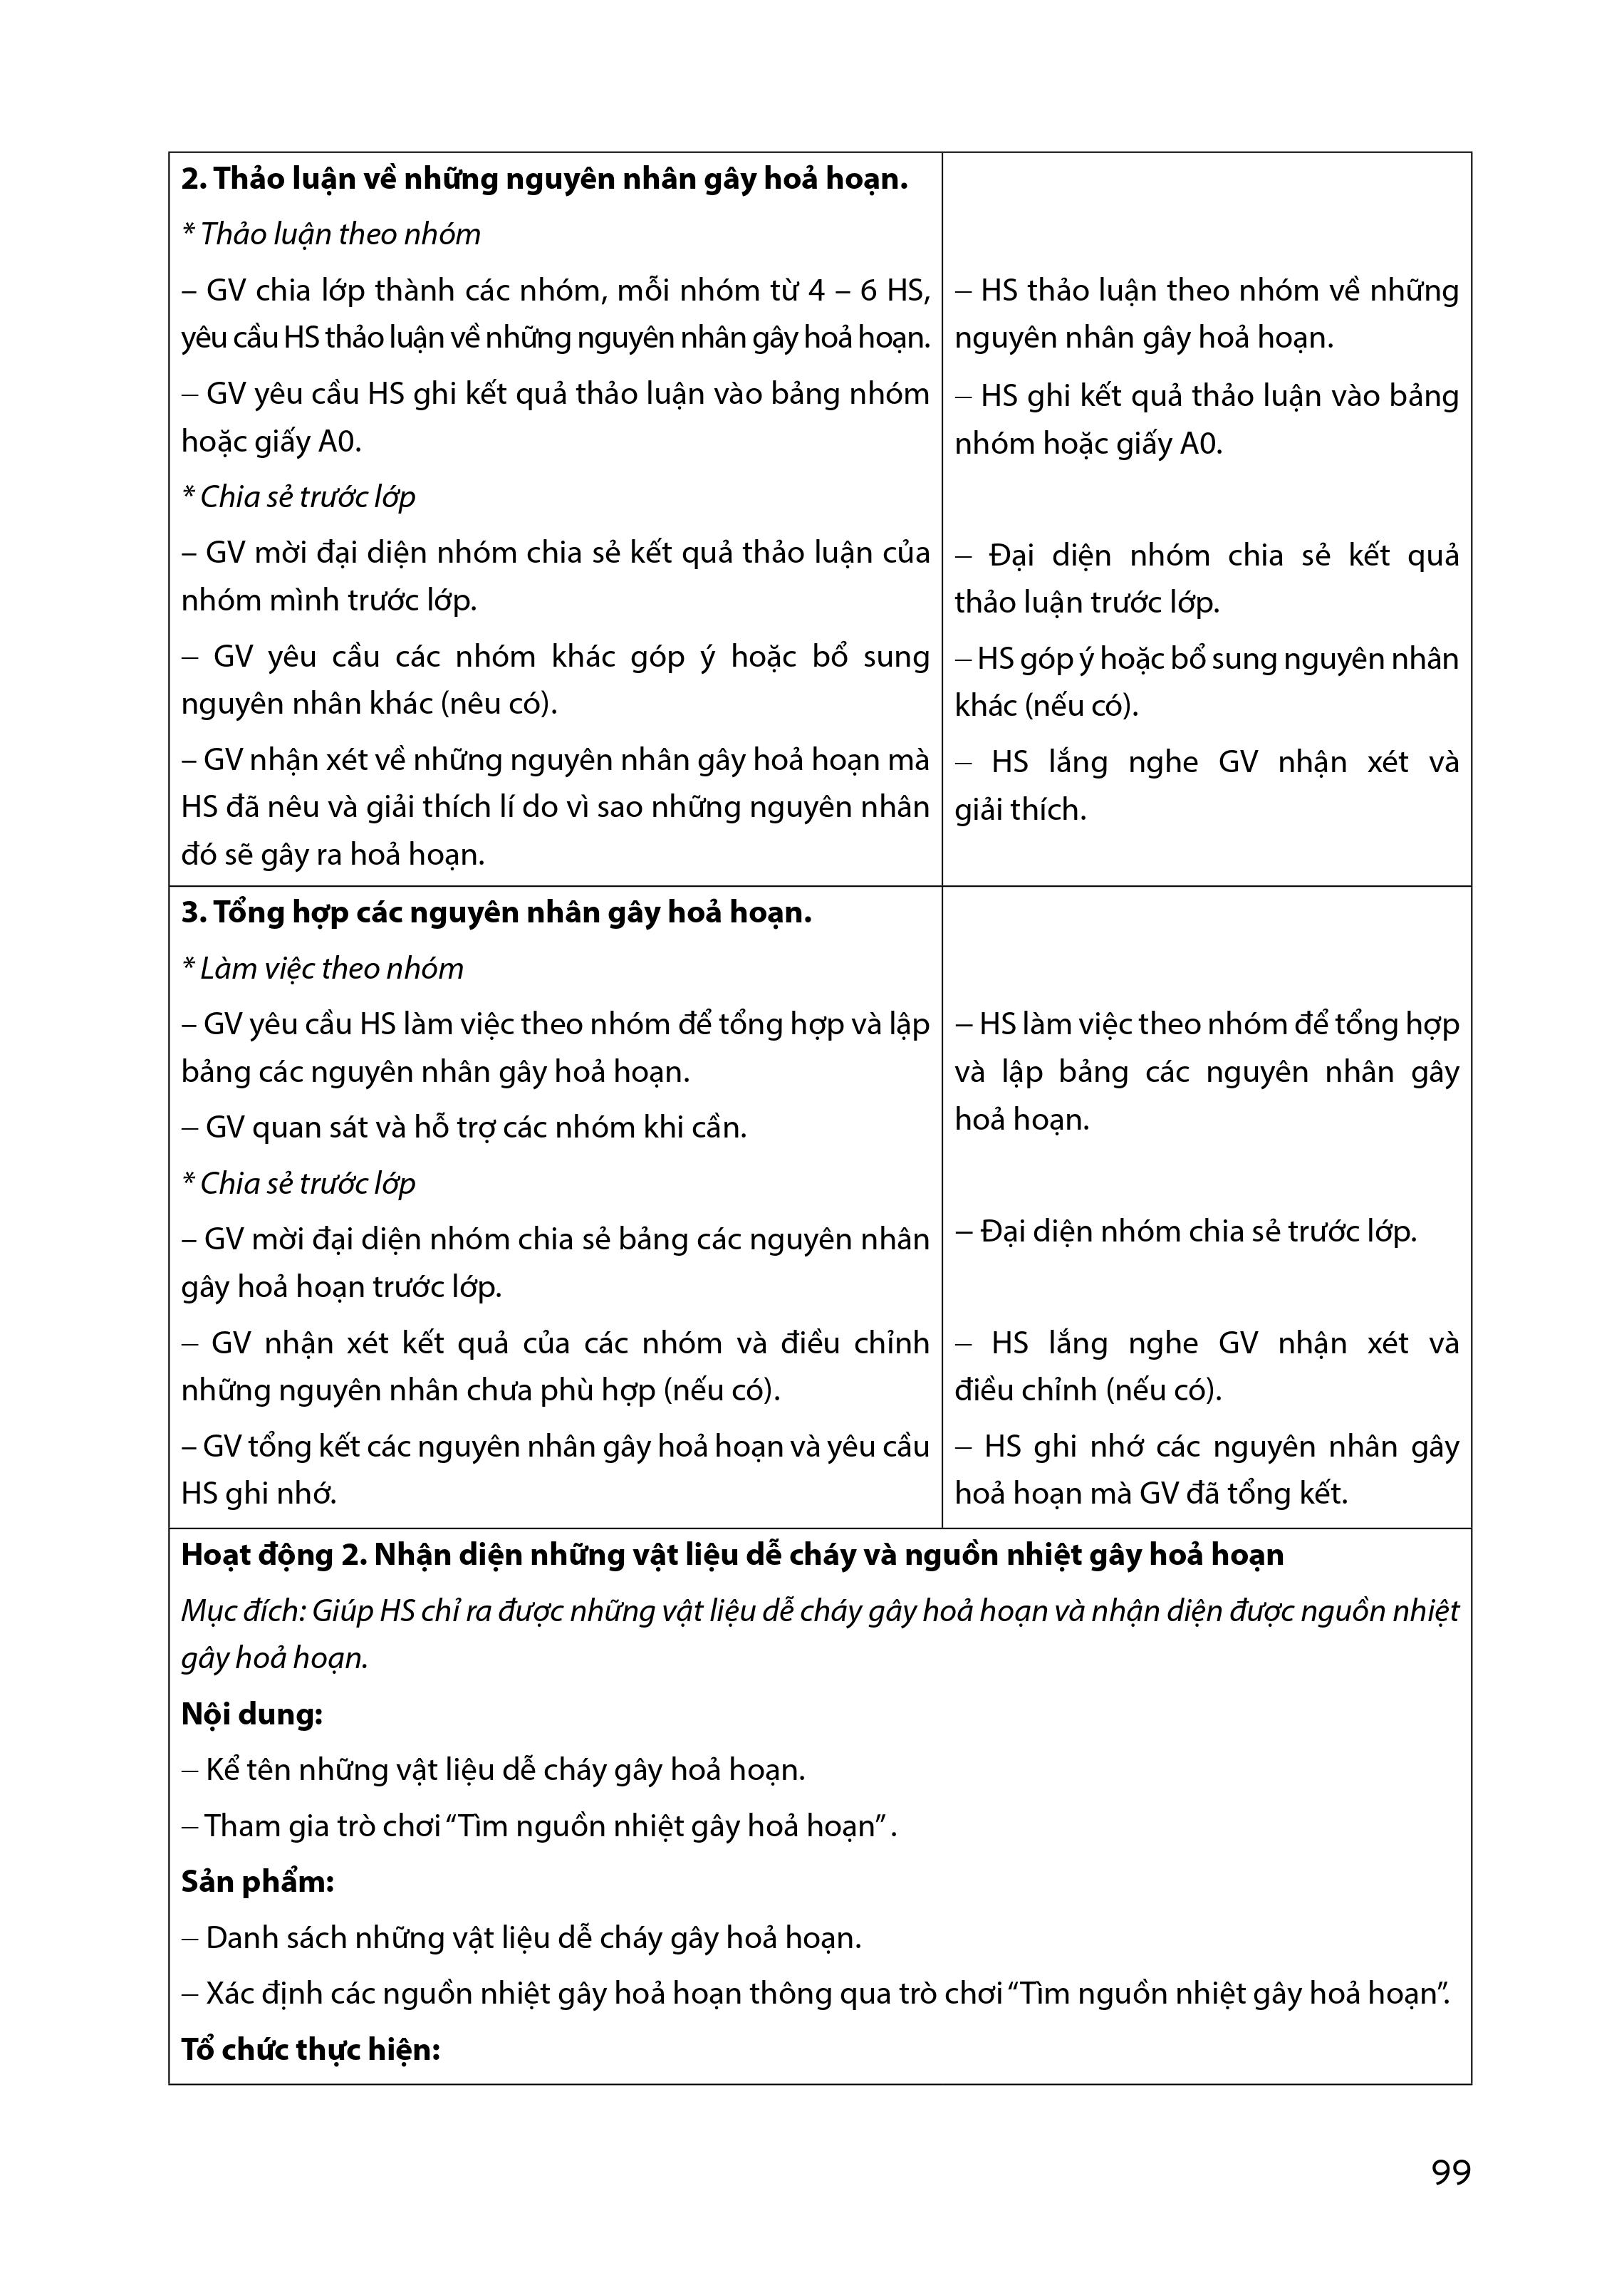 2. Thảo luận về những nguyên nhân gây hoả hoạn.
* Thảo luận theo nhóm
– GV chia lớp thành các nhóm, mỗi nhóm từ 4 – 6 HS,
yêu cầu HS thảo luận về những nguyên nhân gây hoả hoạn.
– GV yêu cầu HS ghi kết quả thảo luận vào bảng nhóm
hoặc giấy A0.
* Chia sẻ trước lớp
– GV mời đại diện nhóm chia sẻ kết quả thảo luận của
nhóm mình trước lớp.
– GV yêu cầu các nhóm khác góp ý hoặc bổ sung
nguyên nhân khác (nêu có).
– GV nhận xét về những nguyên nhân gây hoả hoạn mà
HS đã nêu và giải thích lí do vì sao những nguyên nhân
đó sẽ gây ra hoả hoạn.
– HS thảo luận theo nhóm về những
nguyên nhân gây hoả hoạn.
– HS ghi kết quả thảo luận vào bảng
nhóm hoặc giấy A0.
– Đại diện nhóm chia sẻ kết quả
thảo luận trước lớp.
– HS góp ý hoặc bổ sung nguyên nhân
khác (nếu có).
– HS lắng nghe GV nhận xét và
giải thích.
3. Tổng hợp các nguyên nhân gây hoả hoạn.
* Làm việc theo nhóm
– GV yêu cầu HS làm việc theo nhóm để tổng hợp và lập
bảng các nguyên nhân gây hoả hoạn.
– GV quan sát và hỗ trợ các nhóm khi cần.
* Chia sẻ trước lớp
– GV mời đại diện nhóm chia sẻ bảng các nguyên nhân
gây hoả hoạn trước lớp.
– GV nhận xét kết quả của các nhóm và điều chỉnh
những nguyên nhân chưa phù hợp (nếu có).
– GV tổng kết các nguyên nhân gây hoả hoạn và yêu cầu
HS ghi nhớ.
– HS làm việc theo nhóm để tổng hợp
và lập bảng các nguyên nhân gây
hoả hoạn.
– Đại diện nhóm chia sẻ trước lớp.
– HS lắng nghe GV nhận xét và
điều chỉnh (nếu có).
– HS ghi nhớ các nguyên nhân gây
hoả hoạn mà GV đã tổng kết.
Hoạt động 2. Nhận diện những vật liệu dễ cháy và nguồn nhiệt gây hoả hoạn
Mục đích: Giúp HS chỉ ra được những vật liệu dễ cháy gây hoả hoạn và nhận diện được nguồn nhiệt
gây hoả hoạn.
Nội dung:
– Kể tên những vật liệu dễ cháy gây hoả hoạn.
– Tham gia trò chơi “Tìm nguồn nhiệt gây hoả hoạn” .
Sản phẩm:
– Danh sách những vật liệu dễ cháy gây hoả hoạn.
– Xác định các nguồn nhiệt gây hoả hoạn thông qua trò chơi “Tìm nguồn nhiệt gây hoả hoạn”.
Tổ chức thực hiện:
99